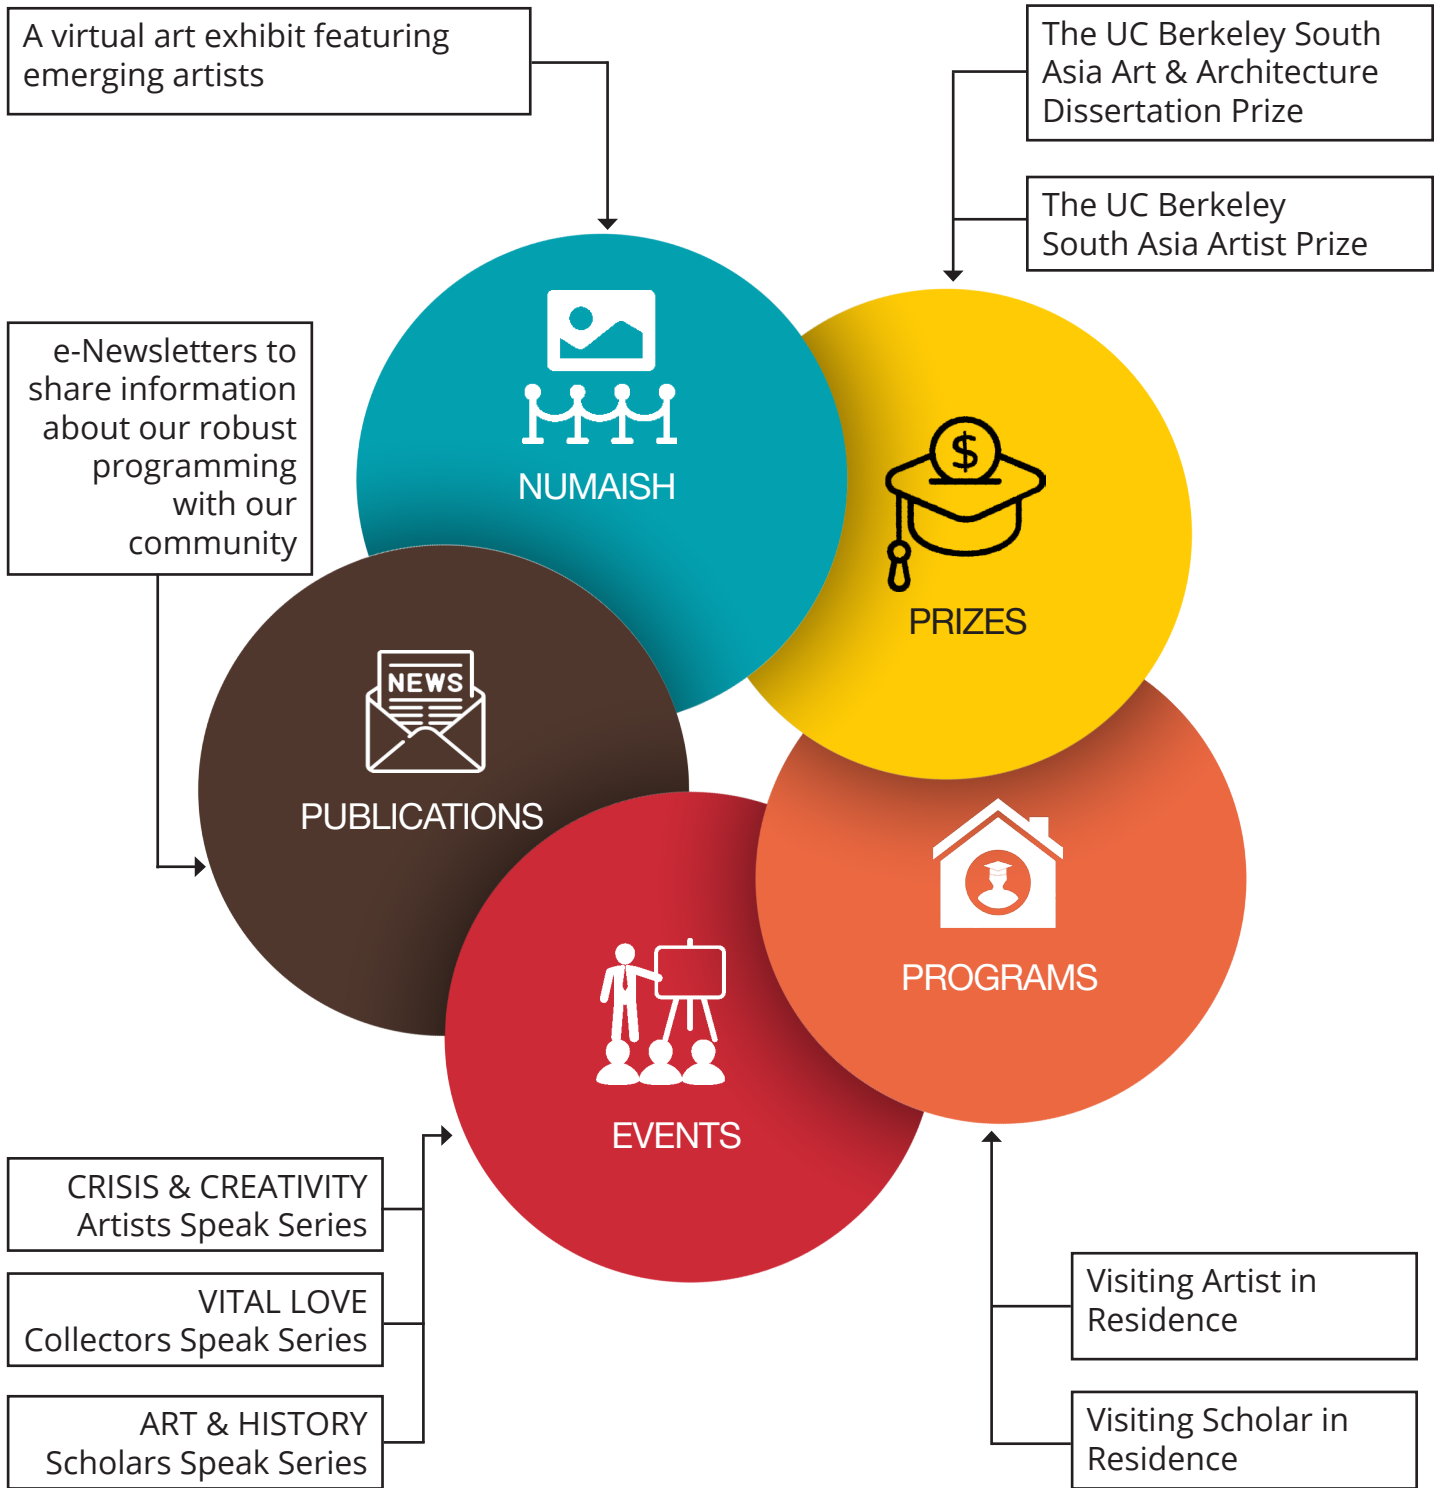 A virtual art exhibit featuring
emerging artists
The UC Berkeley South
Asia Art & Architecture
Dissertation Prize
The UC Berkeley
South Asia Artist Prize
e-Newsletters to
share information
about our robust
programming
with our
community
NUMAISH
$
PRIZES
NEWS
PUBLICATIONS
PROGRAMS
EVENTS
CRISIS & CREATIVITY
Artists Speak Series
VITAL LOVE
Collectors Speak Series
ART & HISTORY
Scholars Speak Series
Visiting Artist in
Residence
Visiting Scholar in
Residence